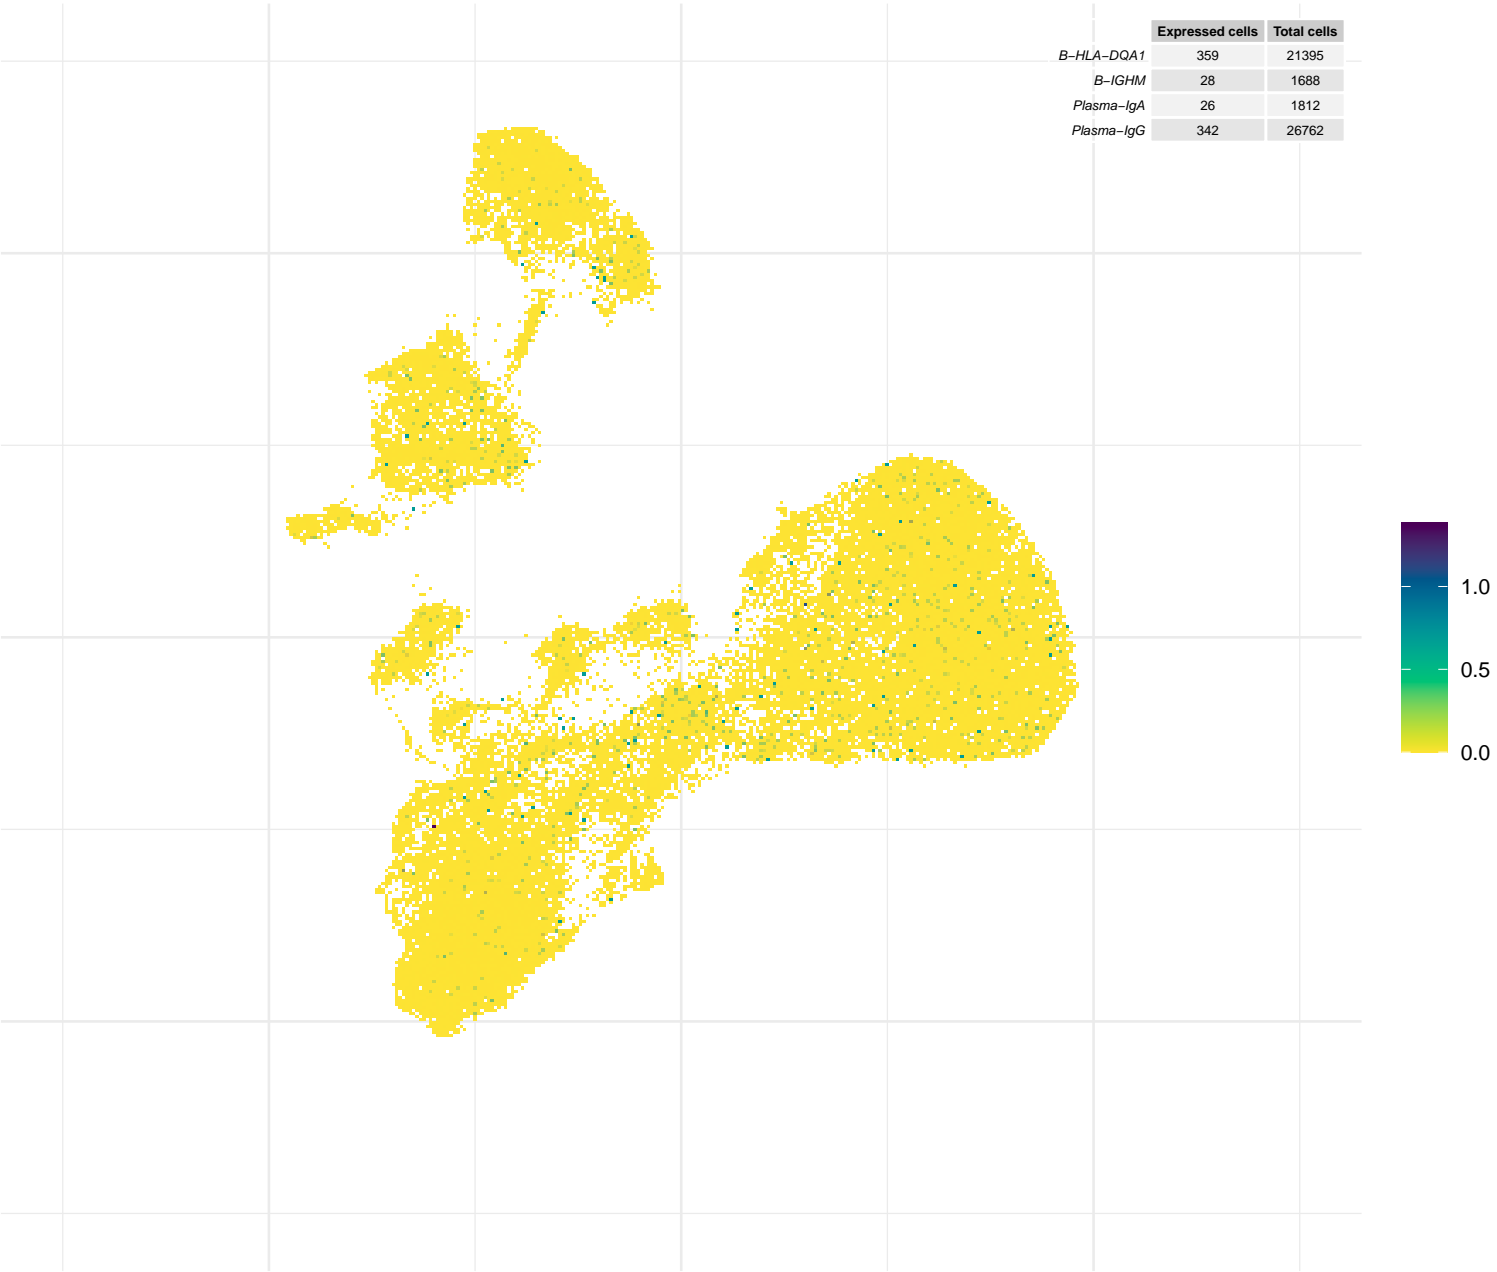 Expressed cells Total cells
B−HLA−DQA1 359 21395
B−IGHM 28 1688
Plasma−IgA 26 1812
Plasma−IgG 342 26762
1.0
0.5
0.0